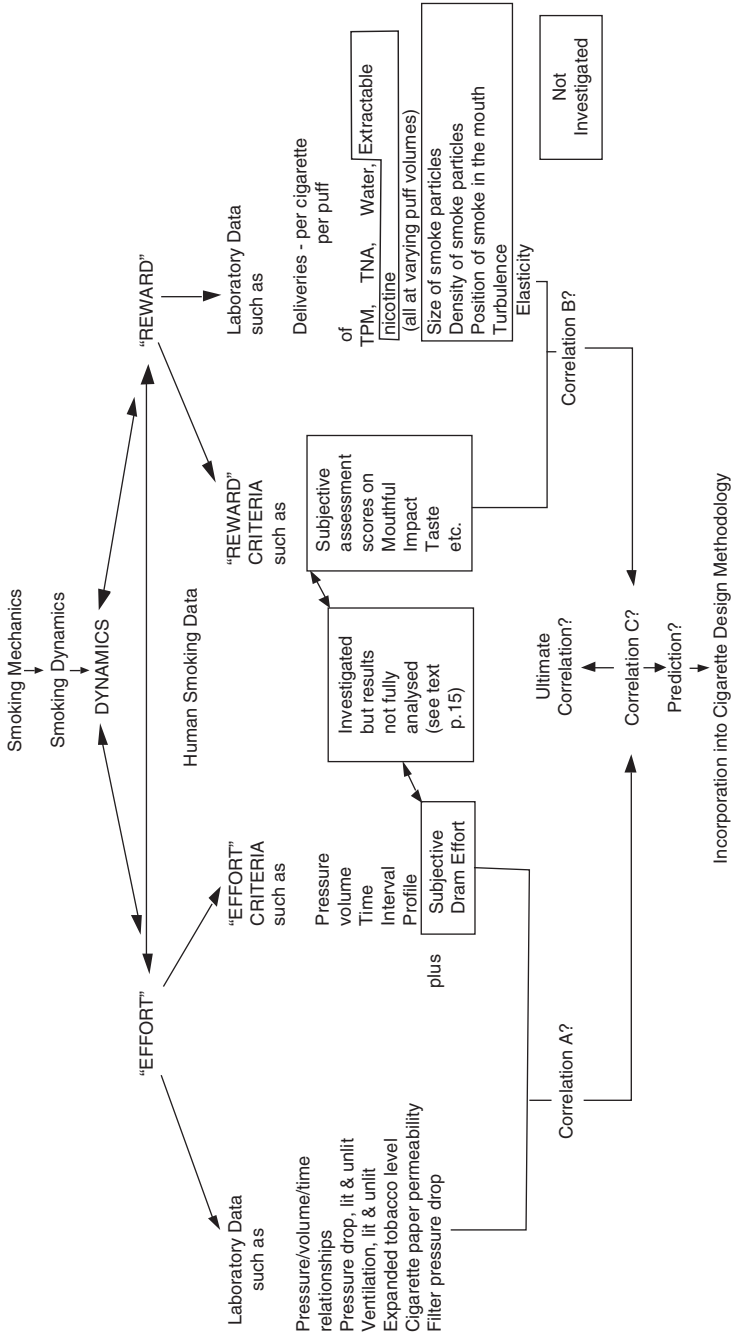 Smoking Mechanics
Smoking Dynamics
DYNAMICS
"EFFORT"
"REWARD"
Human Smoking Data
Laboratory Data
such as
Pressure/volume/time
relationships
Pressure drop, lit & unlit
Ventilation, lit & unlit
Expanded tobacco level
Cigarette paper permeability
Filter pressure drop
"EFFORT"
CRITERIA
such as
Pressure
volume
Time
Interval
Profile
plus
Subjective
Dram Effort
Investigated
but results
not fully
analysed
(see text
p.15)
"REWARD"
CRITERIA
such as
Subjective
assessment
scores on
Mouthful
Impact
Taste
etc.
Laboratory Data
such as
Deliveries - per cigarette
per puff
of
TPM, TNA, Water, Extractable
nicotine
(all at varying puff volumes)
Size of smoke particles
Density of smoke particles
Position of smoke in the mouth
Turbulence
Elasticity
Not
Investigated
Correlation A?
Correlation B?
Ultimate
Correlation?
Correlation C?
Prediction?
Incorporation into Cigarette Design Methodology